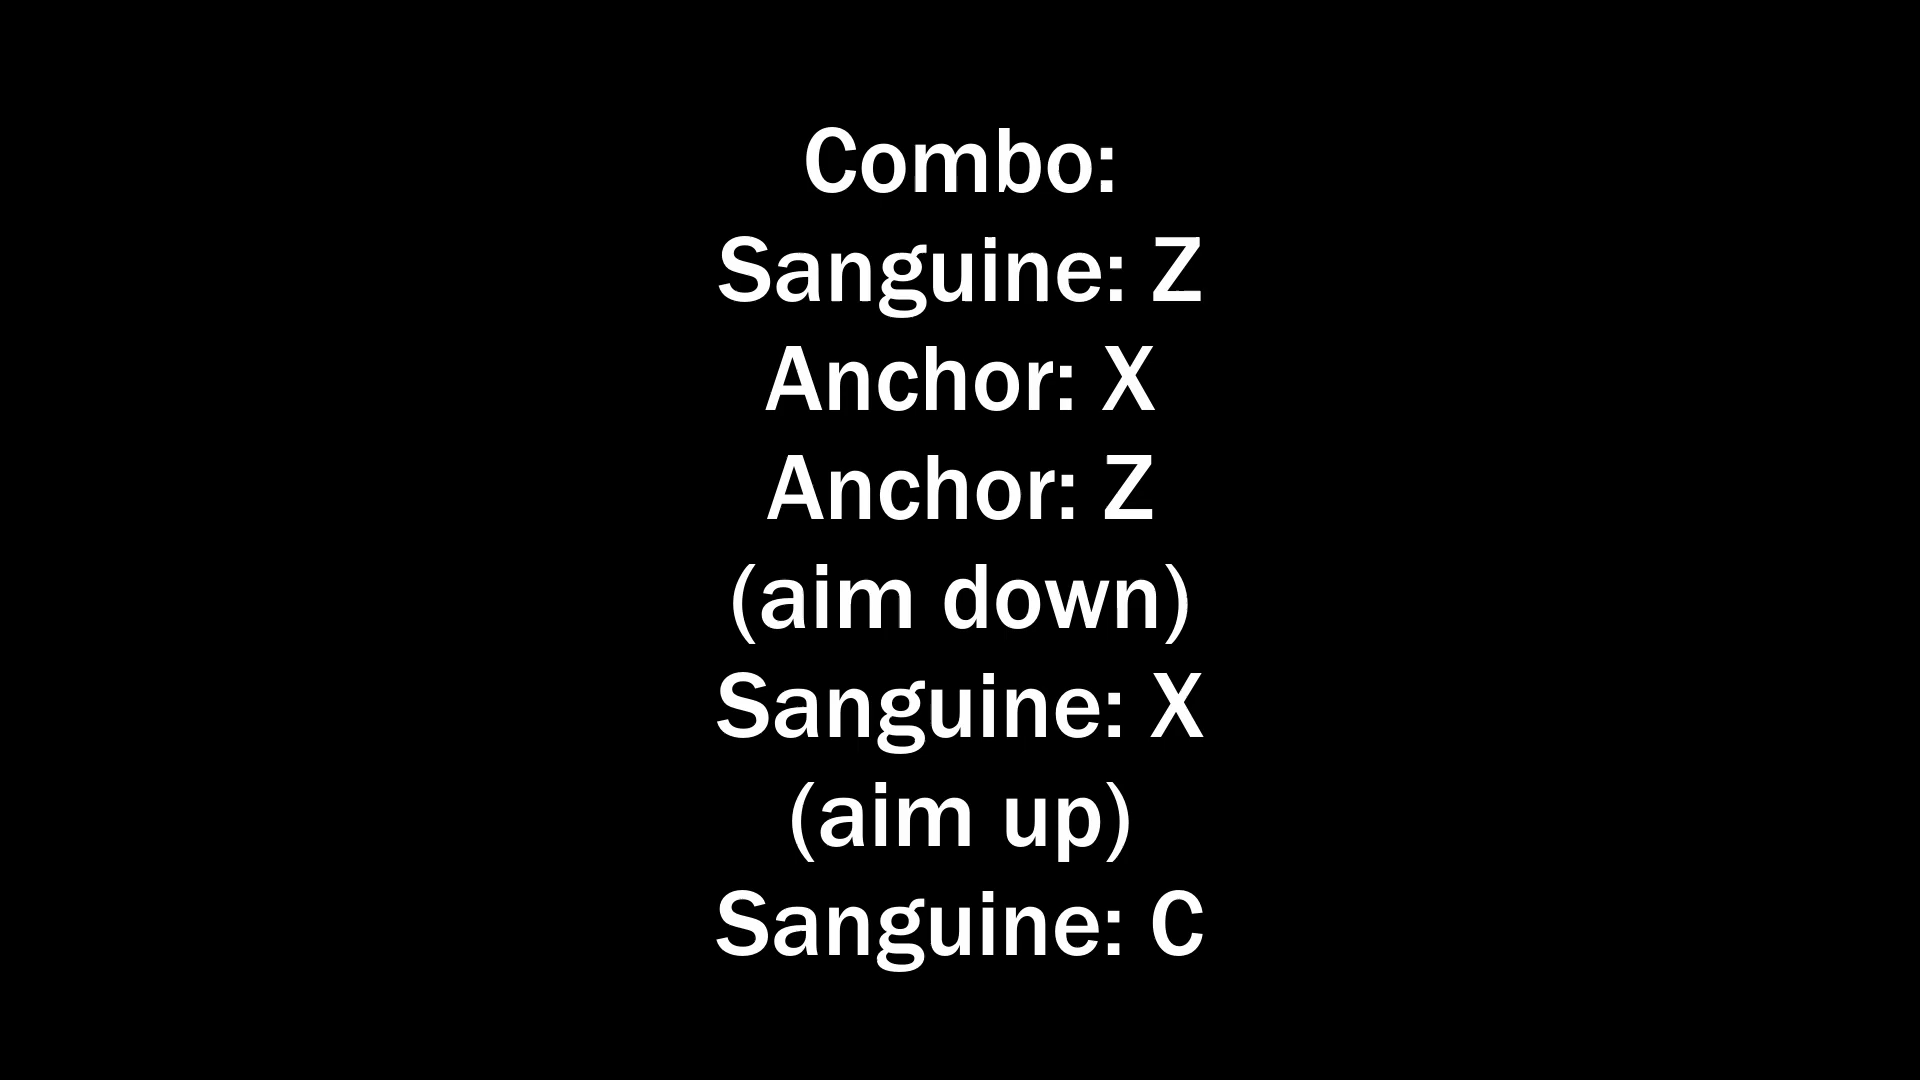 Combo:
Sanguine: Z
Anchor: X
Anchor: Z
(aim down)
Sanguine: X
(aim up)
Sanguine: C